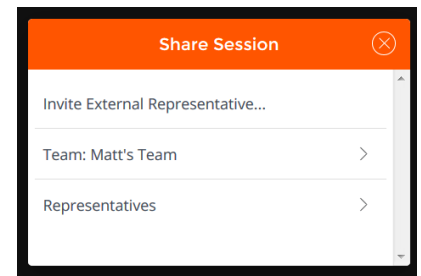 Share Session
Invite External Representative...
Team: Matt's Team
Representatives